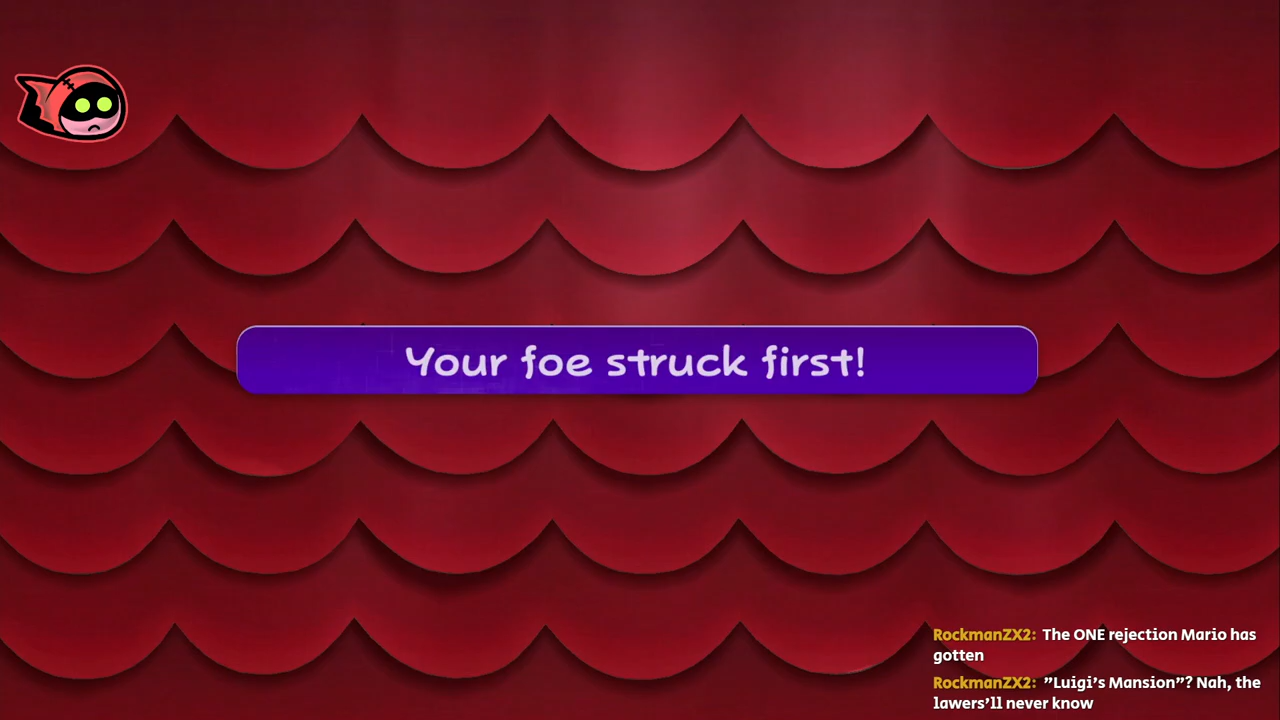 Your foe struck first!
RockmanZX2: The ONE rejection Mario has
gotten
RockmanZX2: ”Luigi’s Mansion”? Nah, the
lawers’ll never know